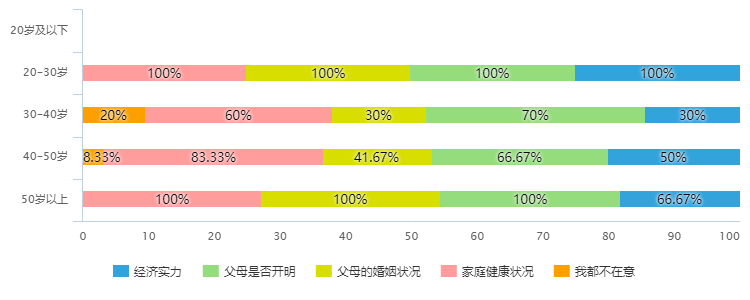 20岁及以下
20-30岁 100% 100% 100% 100%
30-40岁 20% 60% 30% 70% 30%
40-50岁 8.33% 83.33% 41.67% 66.67% 50%
50岁以上 100% 100% 100% 66.67%
0 10 20 30 40 50 60 70 80 90 100
经济实力 父母是否开明 父母的婚姻状况 家庭健康状况 我都不在意